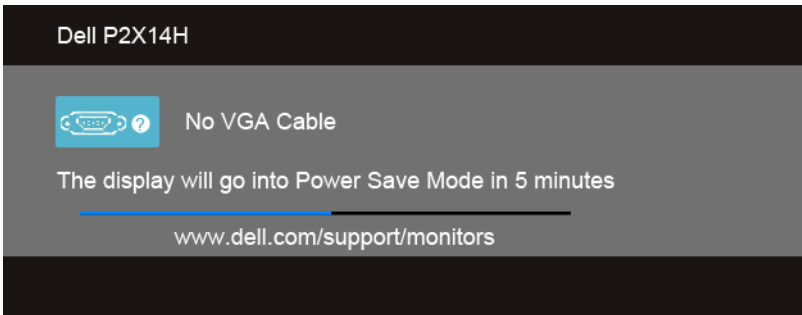 Dell P2X14H
? No VGA Cable
The display will go into Power Save Mode in 5 minutes
www.dell.com/support/monitors